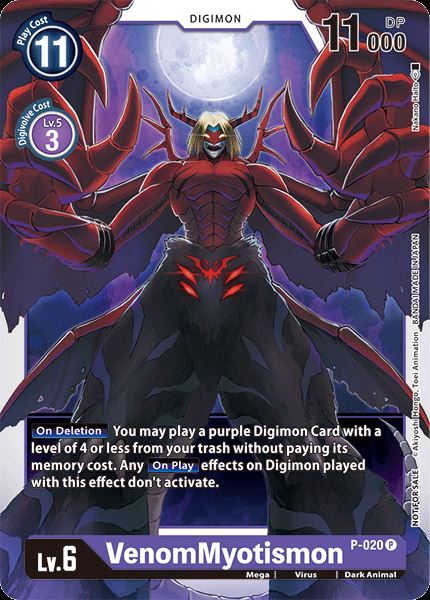 Play Cost
11
DIGIMON
11000
DP
Digivolve Cost
Lv.5
3
Nakano Haito
©Akiyoshi Hongo, Toei Animation BANDAI MADE IN JAPAN
NOT FOR SALE
On Deletion You may play a purple Digimon Card with a
level of 4 or less from your trash without paying its
memory cost. Any On Play effects on Digimon played
with this effect don't activate.
Lv.6
VenomMyotismon
P-020 P
Mega | Virus | Dark Animal